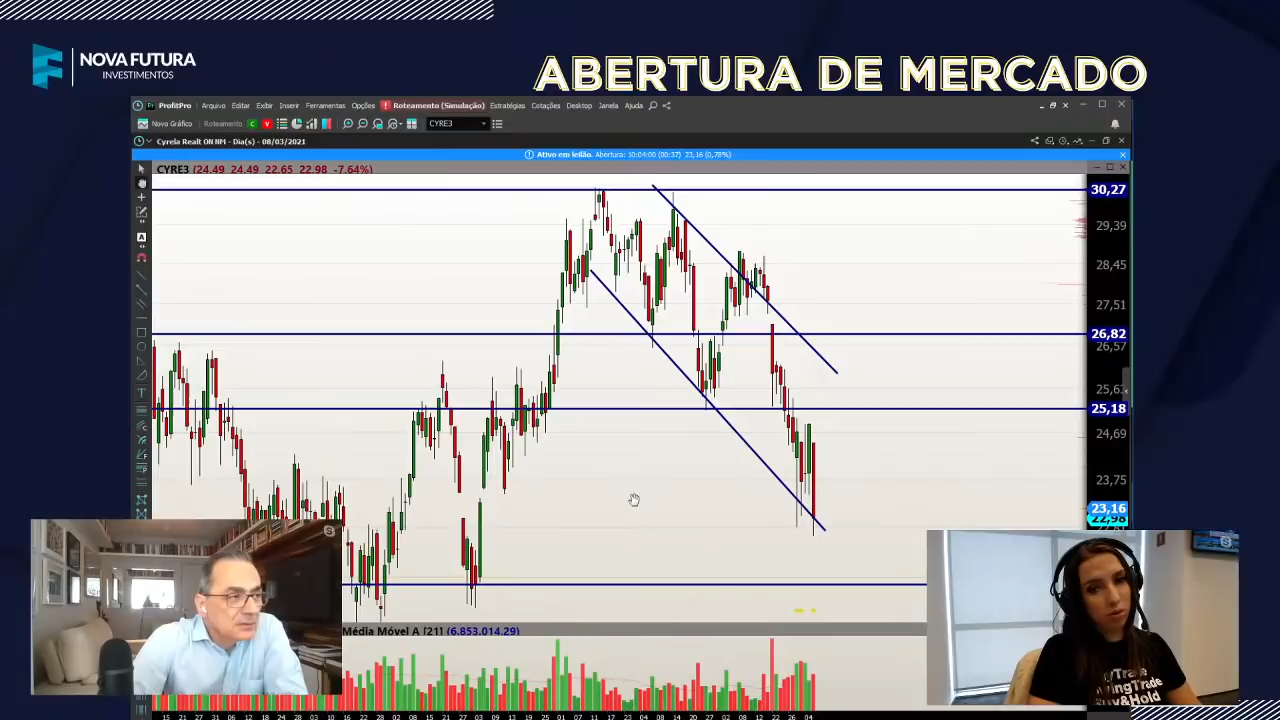 NOVA FUTURA
INVESTIMENTOS
ABERTURA DE MERCADO
ProfitPro Arquivo Editar Exibir Inserir Ferramentas Opções Roteamento (Simulação) Estratégias Cotações Desktop Janela Ajuda
Novo Gráfico Roteamento C V CYRE3
Cyrela Realt ON NM - Dia(s) - 08/03/2021
Ativo em leilão. Abertura: 10:04:00 (00:37) 23,16 (0,78%)
CYRE3 (24.49 24.49 22.65 22.98 -7.64%)
30,27
29,39
28,45
27,51
26,82
26,57
25,18
24,69
23,75
23,16
22,98
Média Móvel A [21] (6.853.014,29)
&Hold